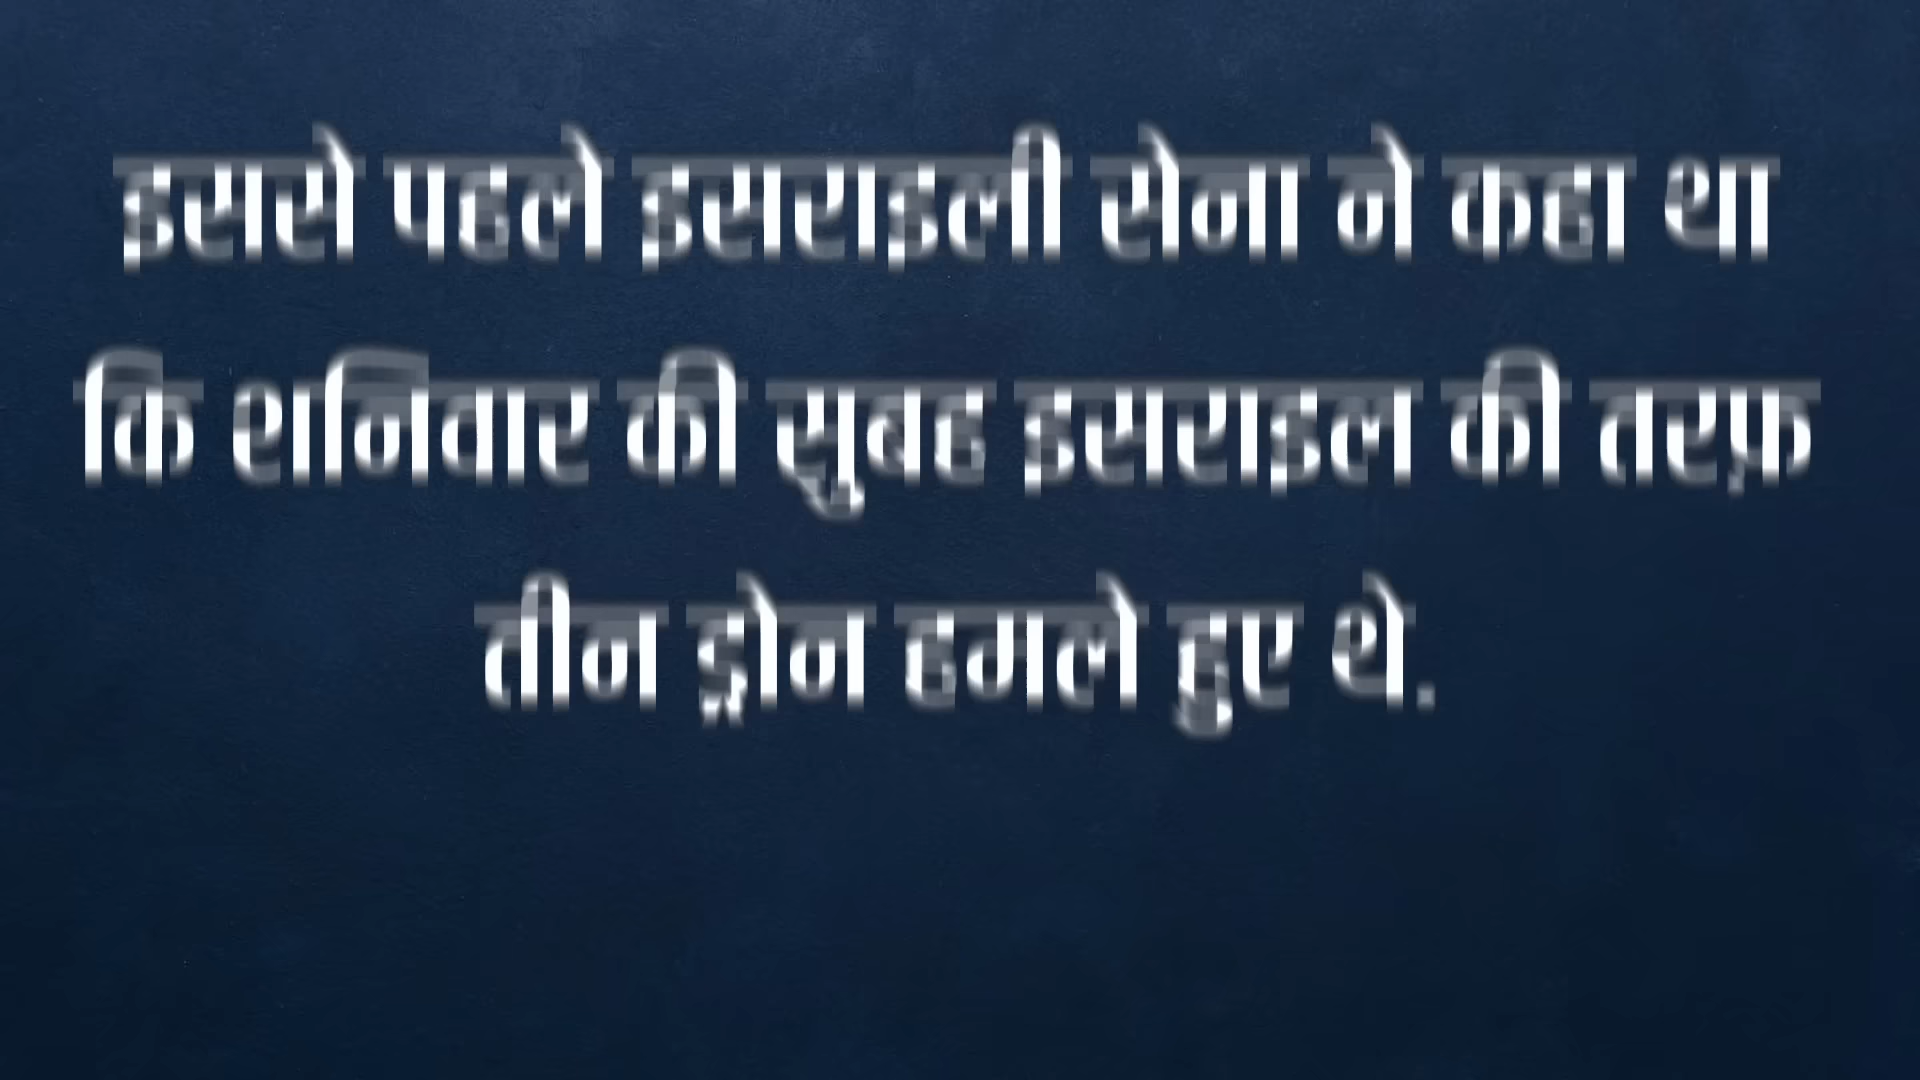 इससे पहले इसराइली सेना ने कहा था
कि शनिवार की सुबह इसराइल की तरफ़
तीन ड्रोन हमले हुए थे.